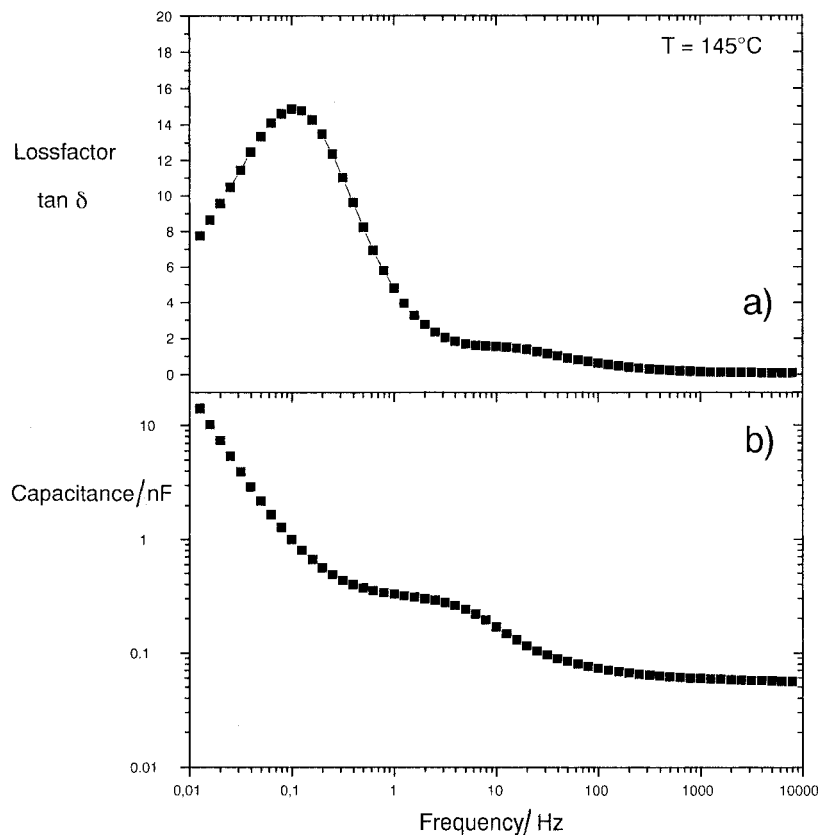 20
18
16
14
12
10
8
6
4
2
0
Lossfactor
tan δ
T = 145°C
a)
10
1
0.1
0.01
Capacitance/nF
b)
0,01 0,1 1 10 100 1000 10000
Frequency/ Hz